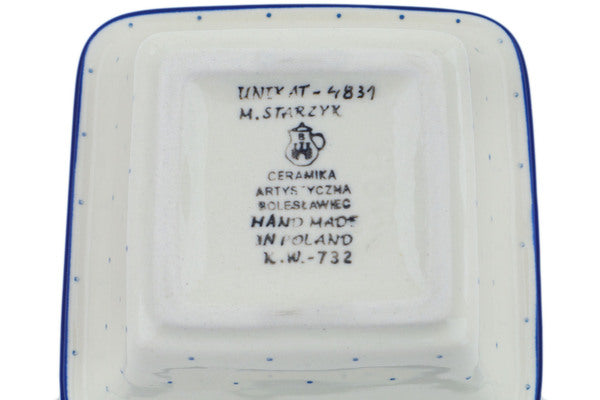 UNIKAT-4831
M. STARZYK
B
CERAMIKA
ARTYSTYCZNA
BOLESŁAWIEC
HAND MADE
IN POLAND
K.W.-732